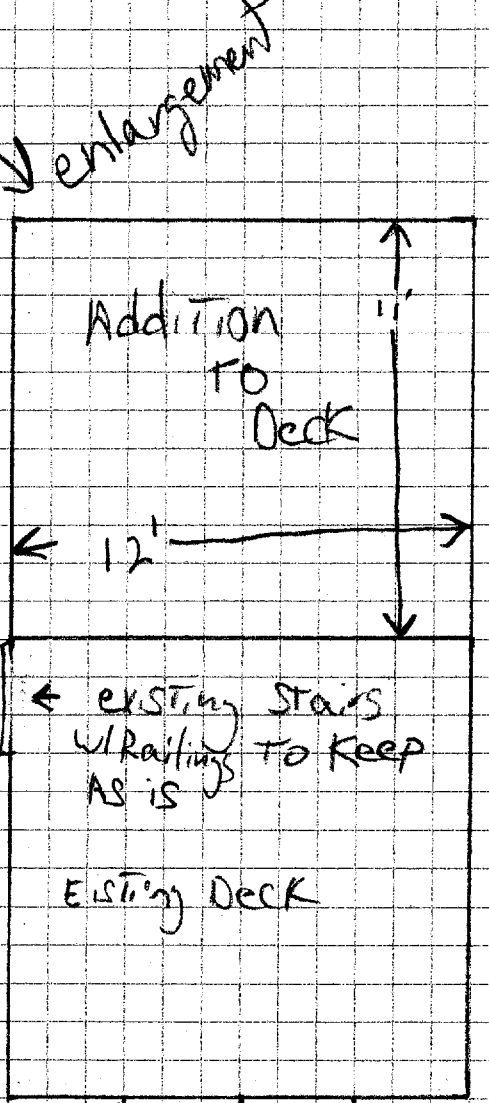 enlargement
Addition
To
Deck
11'
12'
existing Stairs
w/Railings To Keep
As is
Existing Deck